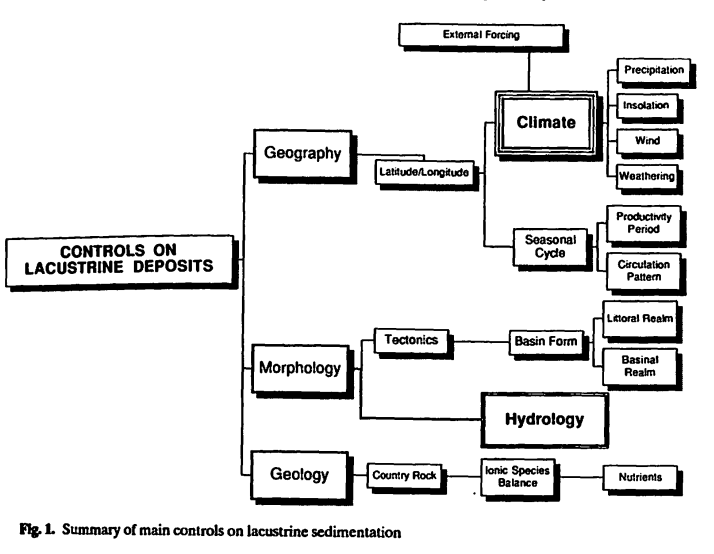 External Forcing
Precipitation
Insolation
Climate
Wind
Weathering
Geography
Latitude/Longitude
Productivity
Period
Seasonal
Cycle
Circulation
Pattern
CONTROLS ON
LACUSTRINE DEPOSITS
Littoral Realm
Tectonics
Basin Form
Basinal
Realm
Morphology
Hydrology
Geology
Country Rock
Ionic Species
Balance
Nutrients
Fig. 1. Summary of main controls on lacustrine sedimentation